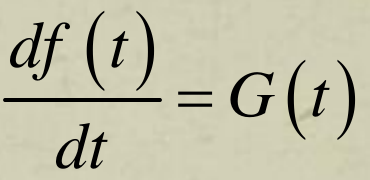 df(t)/dt = G(t)